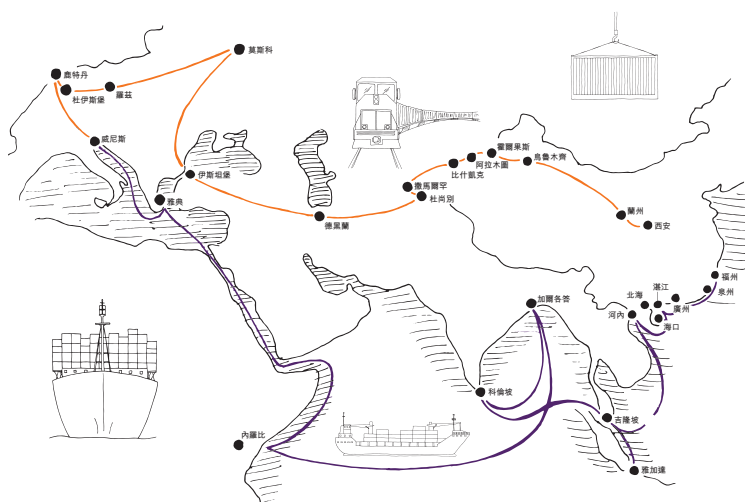 莫斯科
鹿特丹
杜伊斯堡
羅茲
威尼斯
霍爾果斯
烏魯木齊
阿拉木圖
比什凱克
伊斯坦堡
撒馬爾罕
杜尚別
雅典
德黑蘭
蘭州
西安
福州
泉州
湛江
北海
廣州
加爾各答
河內
海口
科倫坡
吉隆坡
內羅比
雅加達